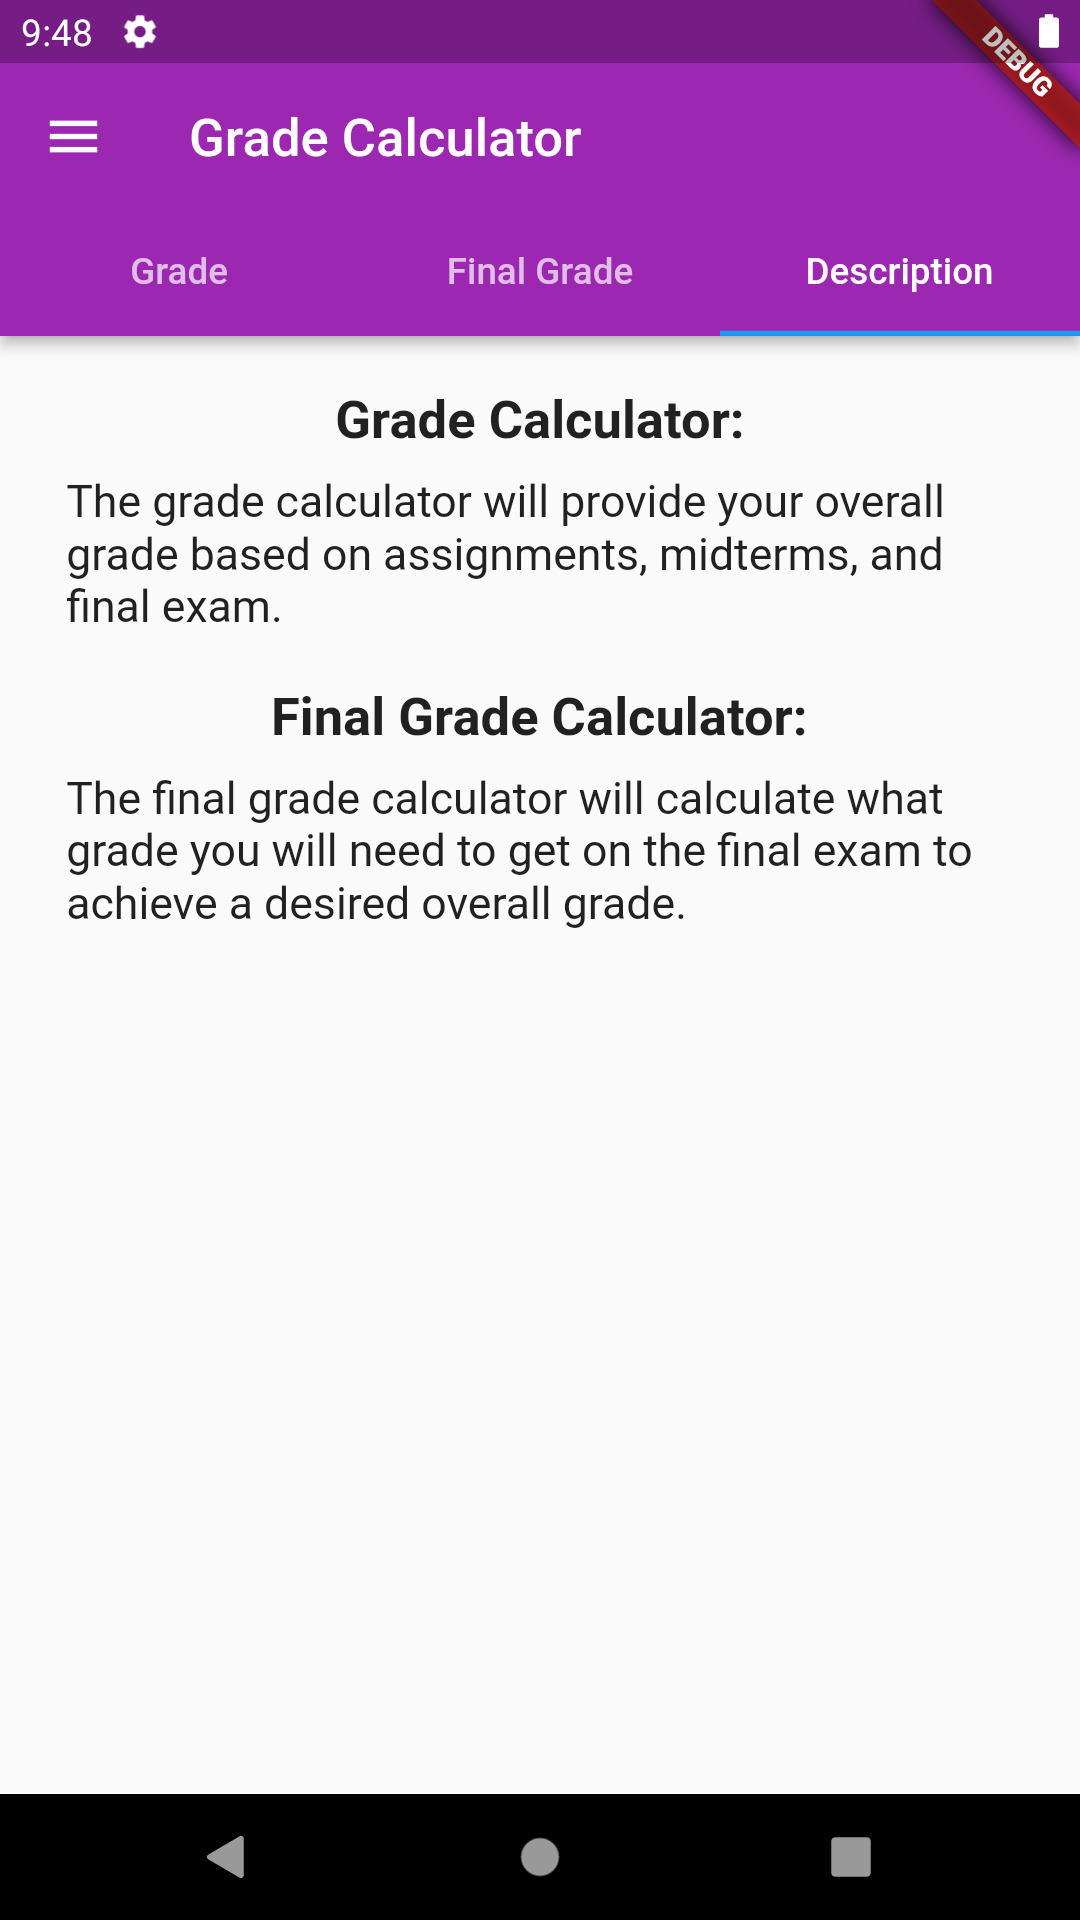 9:48
DEBUG
Grade Calculator
Grade
Final Grade
Description
Grade Calculator:
The grade calculator will provide your overall
grade based on assignments, midterms, and
final exam.
Final Grade Calculator:
The final grade calculator will calculate what
grade you will need to get on the final exam to
achieve a desired overall grade.